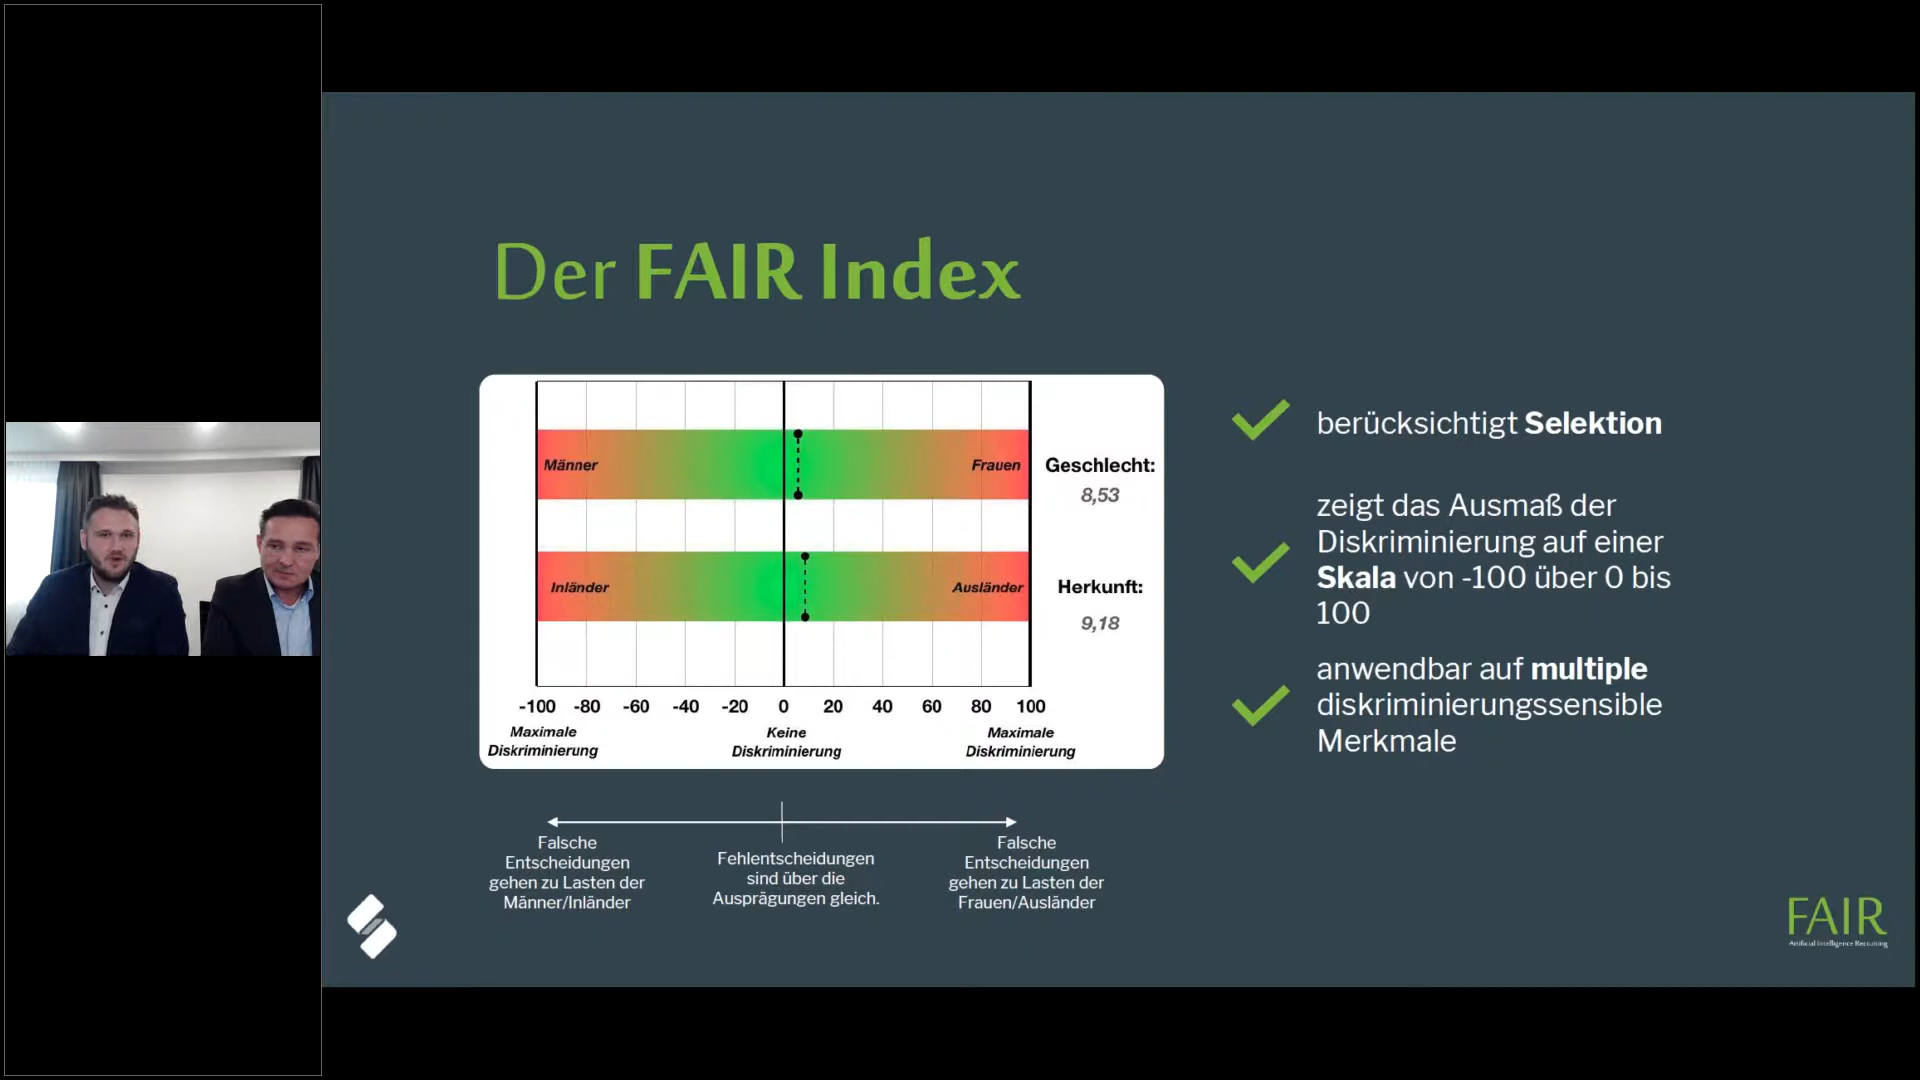 Der FAIR Index
Männer
Frauen
Geschlecht:
8,53
Inländer
Ausländer
Herkunft:
9,18
-100 -80 -60 -40 -20 0 20 40 60 80 100
Maximale
Diskriminierung
Keine
Diskriminierung
Maximale
Diskriminierung
Falsche
Entscheidungen
gehen zu Lasten der
Männer/Inländer
Fehlentscheidungen
sind über die
Ausprägungen gleich.
Falsche
Entscheidungen
gehen zu Lasten der
Frauen/Ausländer
berücksichtigt Selektion
zeigt das Ausmaß der
Diskriminierung auf einer
Skala von -100 über 0 bis
100
anwendbar auf multiple
diskriminierungssensible
Merkmale
FAIR
Artificial Intelligence Recruiting